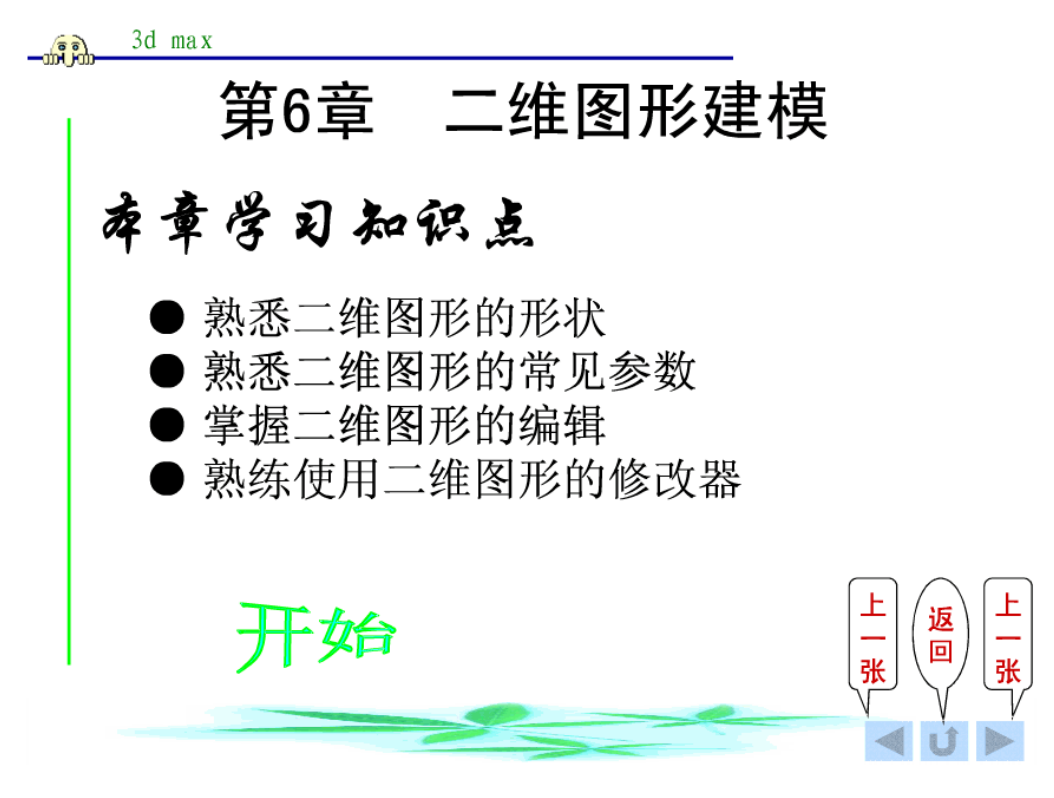 3d max
第6章 二维图形建模
本章学习知识点
● 熟悉二维图形的形状
● 熟悉二维图形的常见参数
● 掌握二维图形的编辑
● 熟练使用二维图形的修改器
开始
上一张
返回
上一张